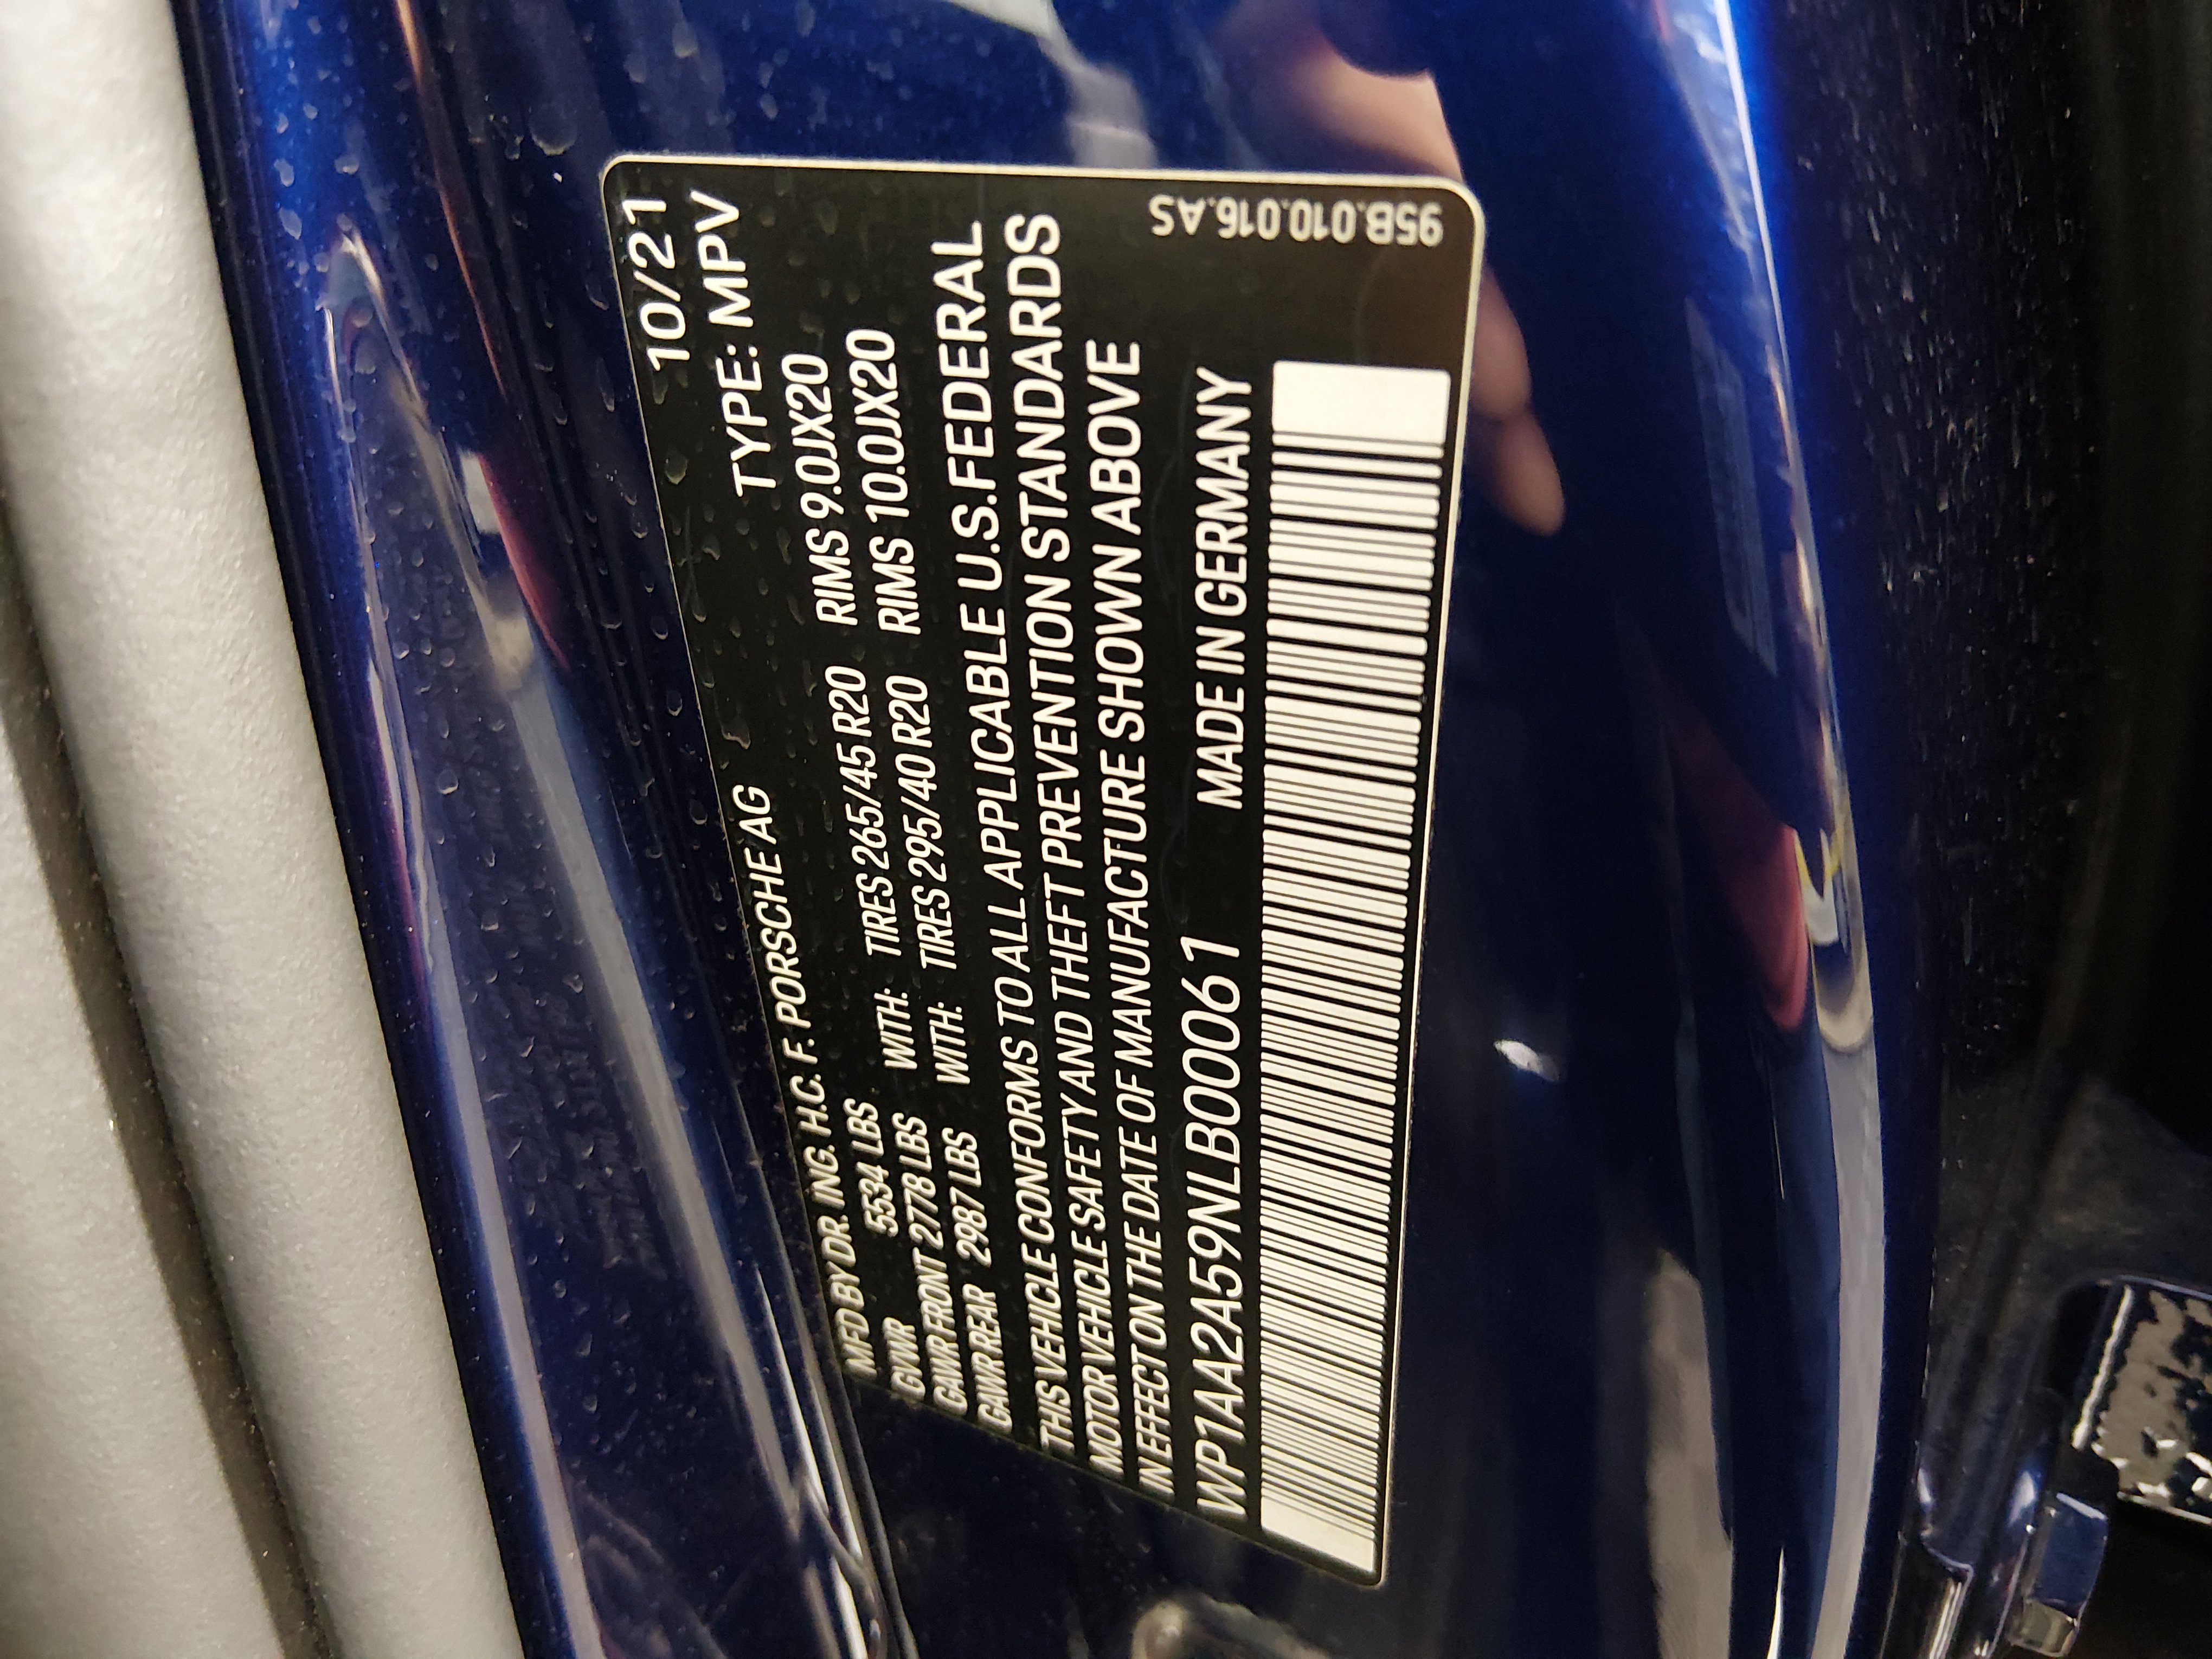 MFD BY DR. ING. H.C. F. PORSCHE AG 10/21
GVWR 5534 LBS TYPE: MPV
GAWR FRONT 2778 LBS WITH: TIRES 265/45 R20 RIMS 9.0JX20
GAWR REAR 2987 LBS WITH: TIRES 295/40 R20 RIMS 10.0JX20
THIS VEHICLE CONFORMS TO ALL APPLICABLE U.S.FEDERAL
MOTOR VEHICLE SAFETY AND THEFT PREVENTION STANDARDS
IN EFFECT ON THE DATE OF MANUFACTURE SHOWN ABOVE
WP1AA2A59NLB00061 MADE IN GERMANY
95B.010.016.AS